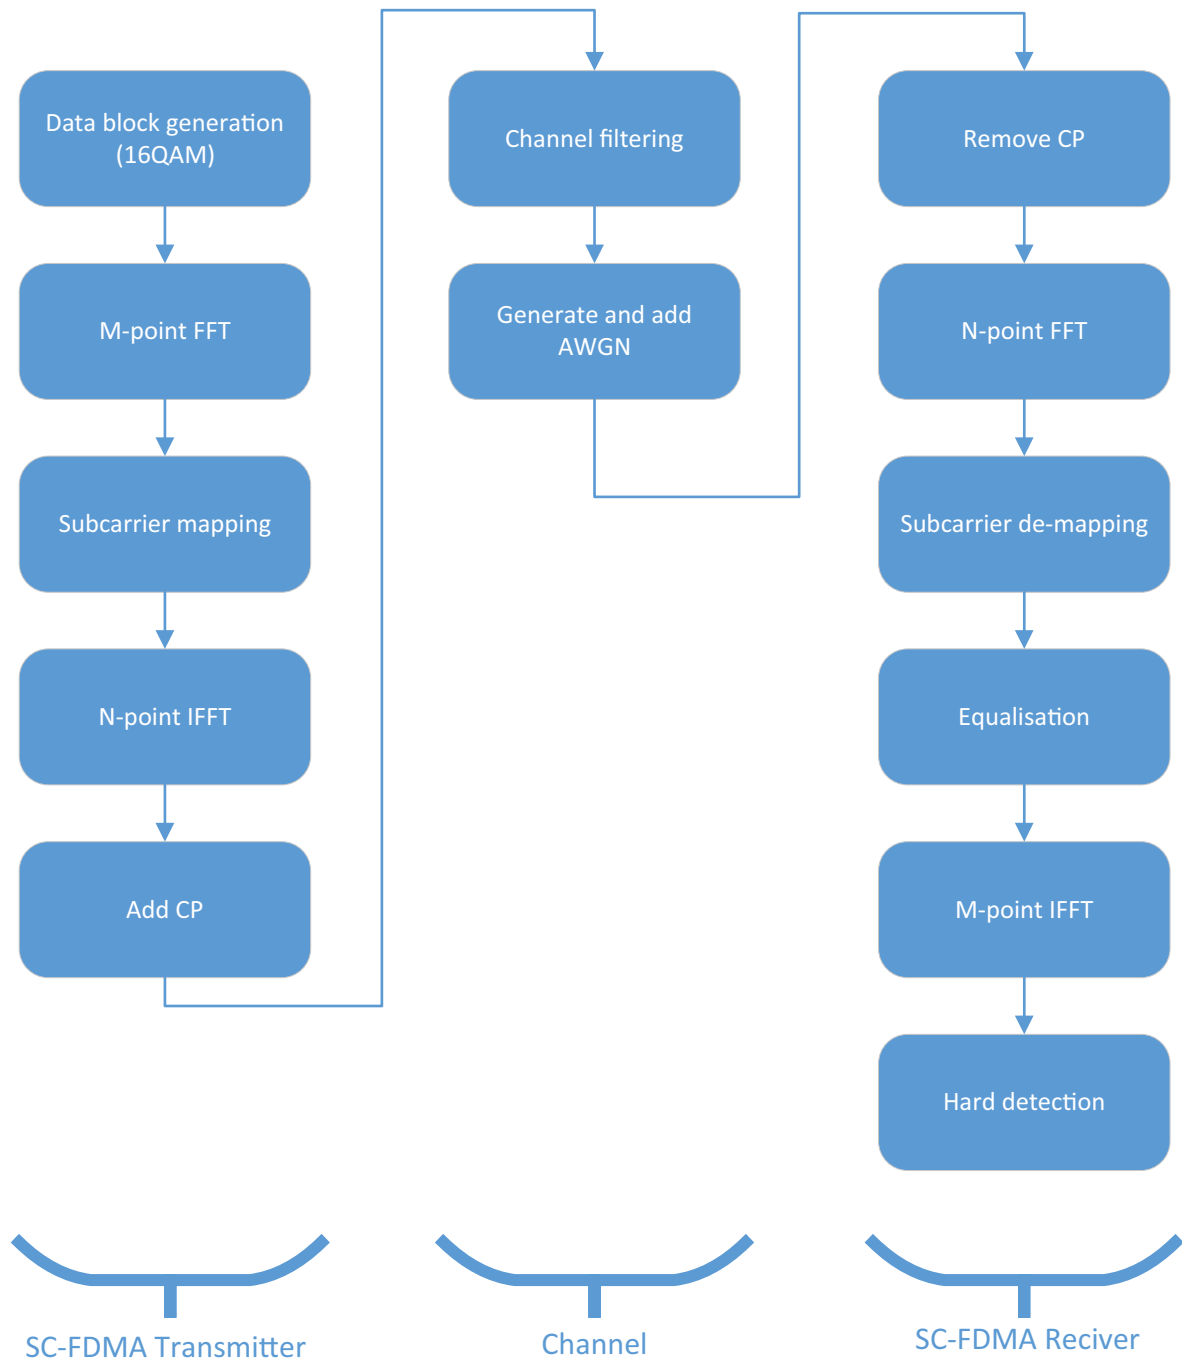 Data block generation
(16QAM)
M-point FFT
Subcarrier mapping
N-point IFFT
Add CP
Channel filtering
Generate and add
AWGN
Remove CP
N-point FFT
Subcarrier de-mapping
Equalisation
M-point IFFT
Hard detection
SC-FDMA Transmitter
Channel
SC-FDMA Reciver